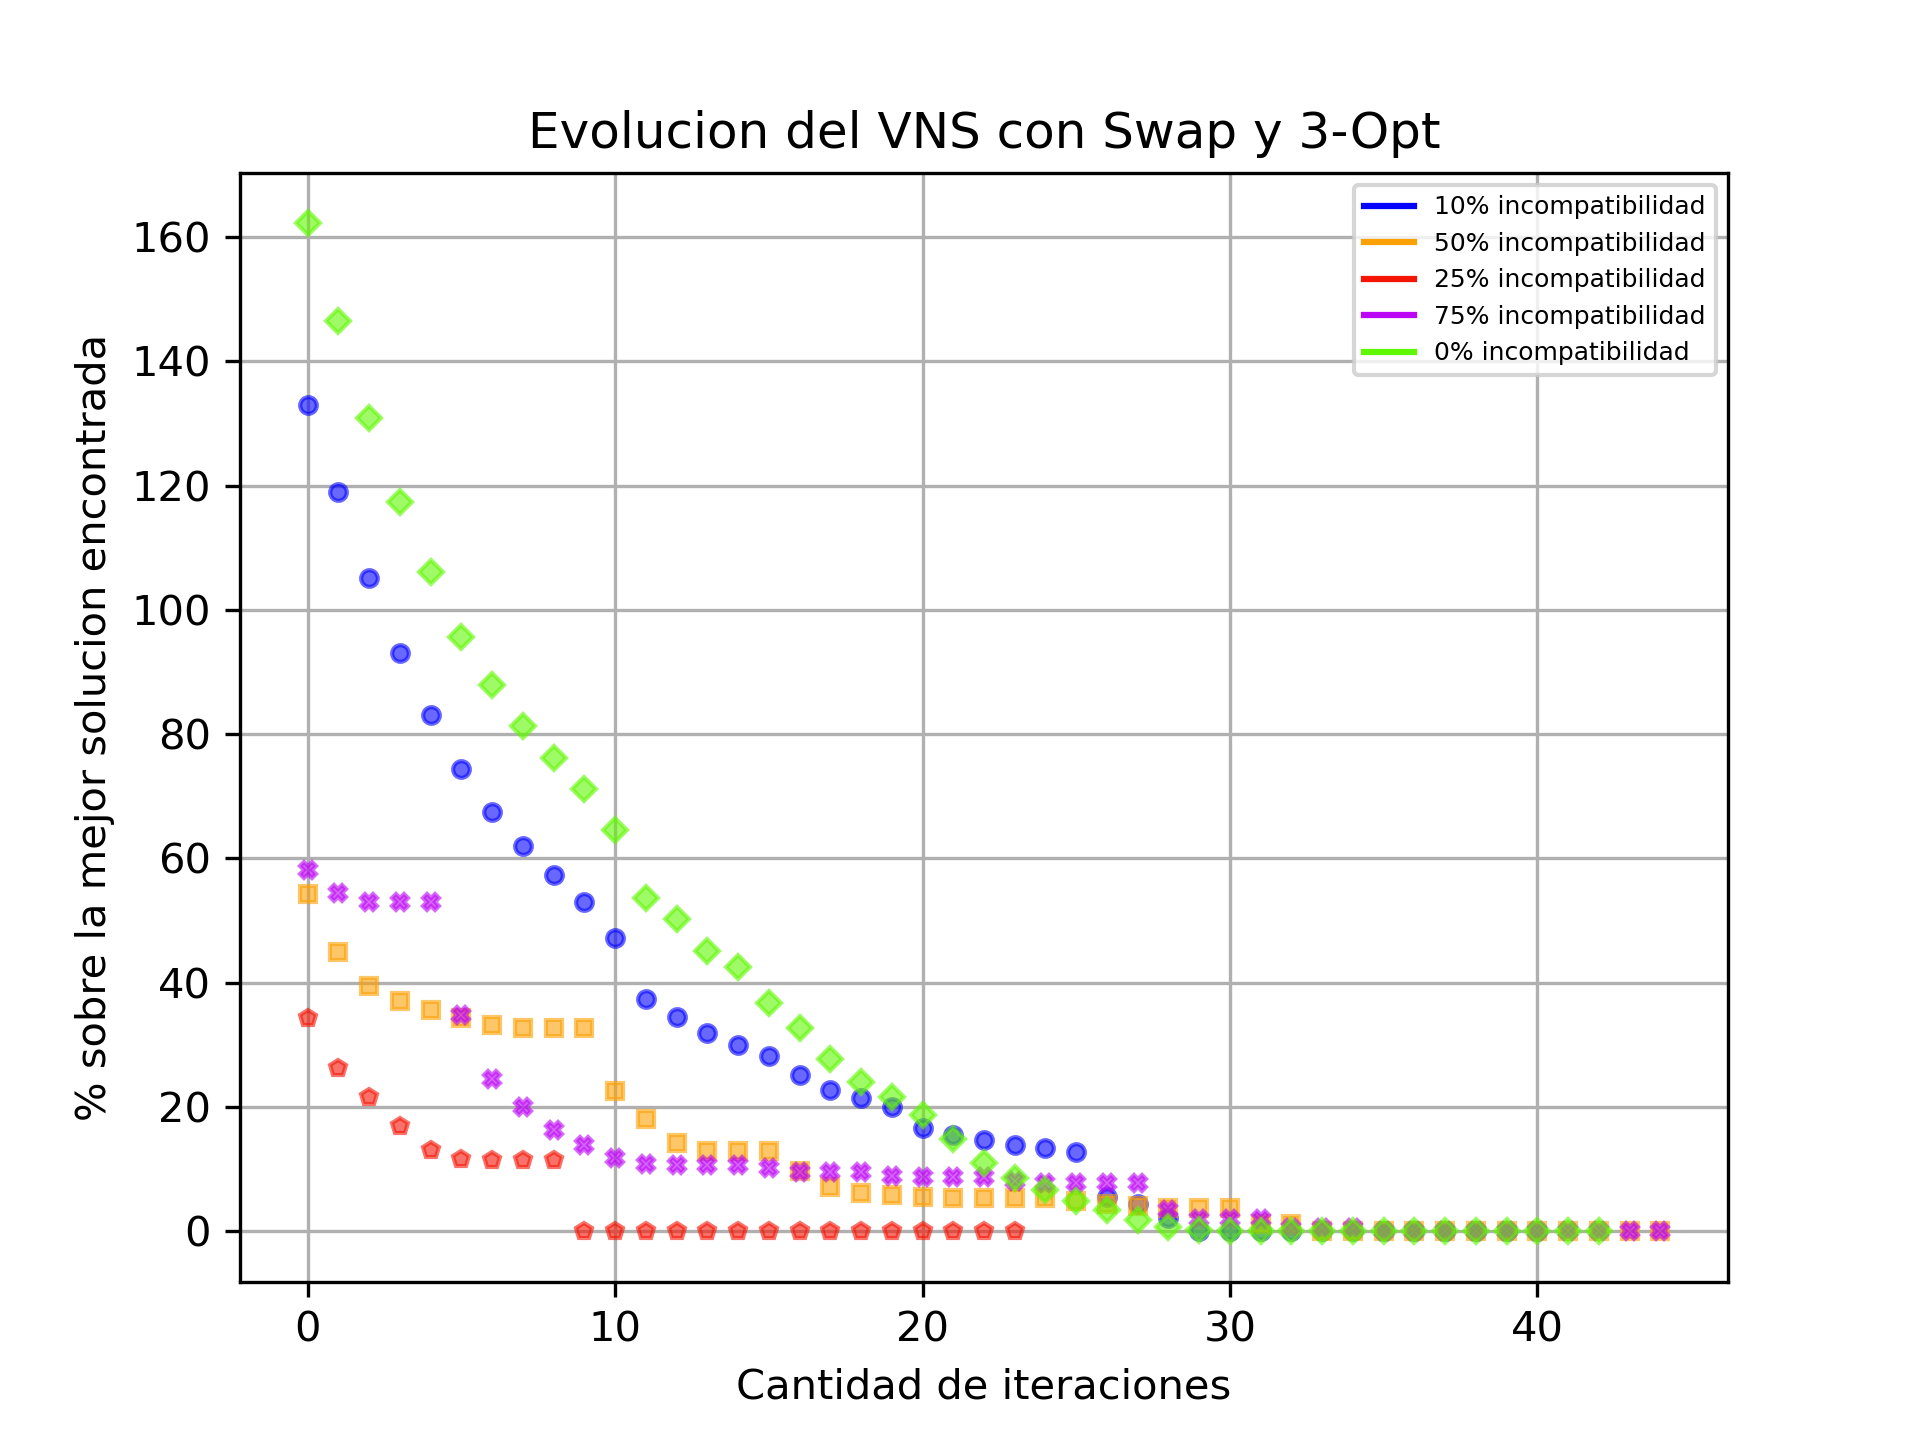 Evolucion del VNS con Swap y 3-Opt
10% incompatibilidad
50% incompatibilidad
25% incompatibilidad
75% incompatibilidad
0% incompatibilidad
% sobre la mejor solucion encontrada
160
140
120
100
80
60
40
20
0
0 10 20 30 40
Cantidad de iteraciones